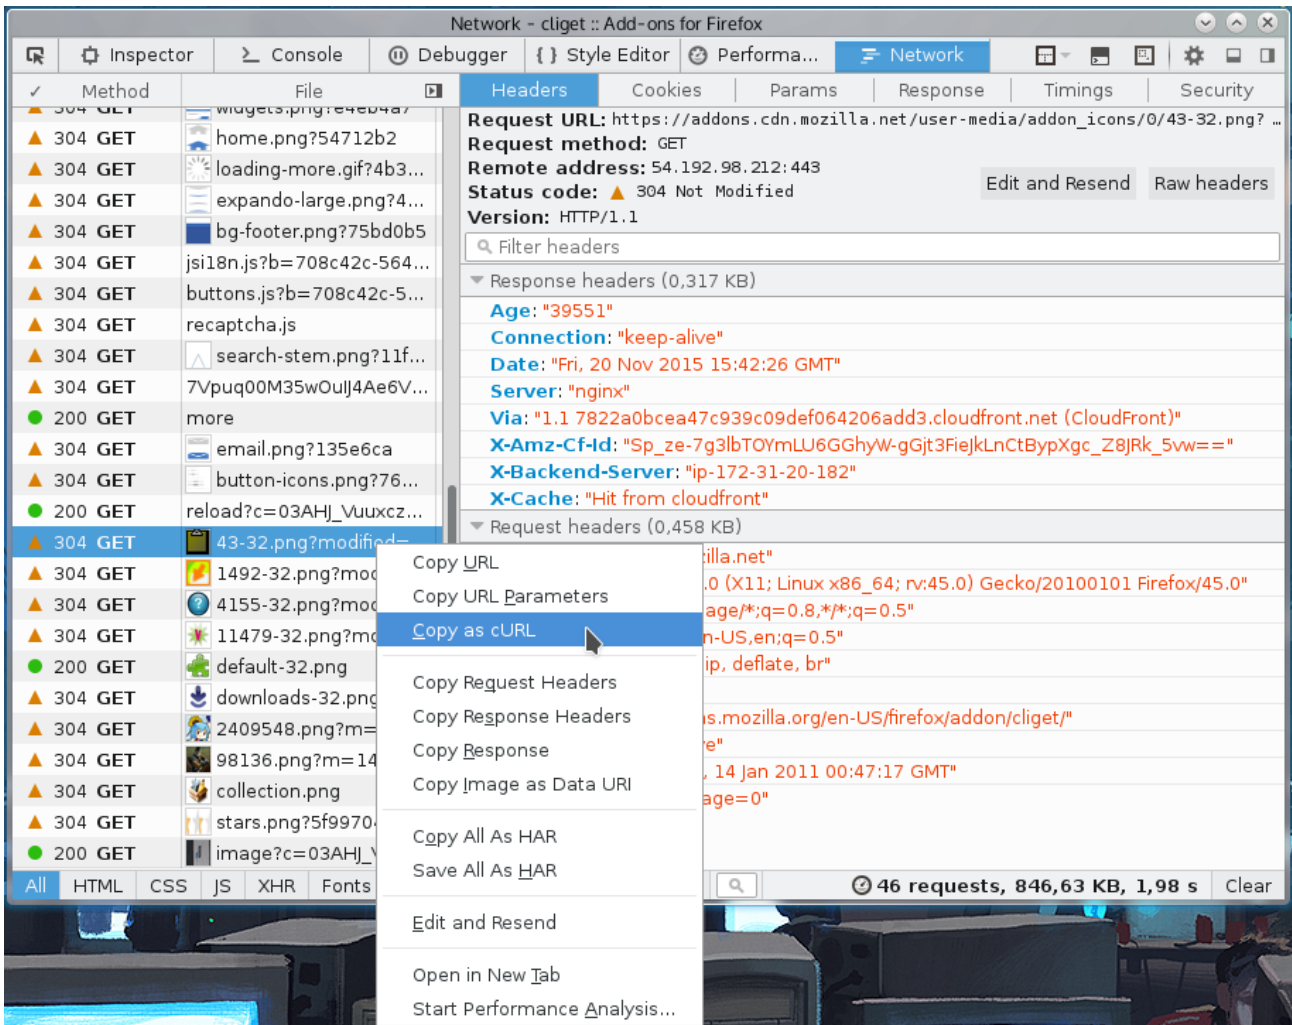 Network - cliget :: Add-ons for Firefox
Inspector
Console
Debugger
{ } Style Editor
Performa...
Network
✓ Method File
Headers Cookies Params Response Timings Security
304 GET widgets.png?e4eb4a7
304 GET home.png?54712b2
304 GET loading-more.gif?4b3...
304 GET expando-large.png?4...
304 GET bg-footer.png?75bd0b5
304 GET jsi18n.js?b=708c42c-564...
304 GET buttons.js?b=708c42c-5...
304 GET recaptcha.js
304 GET search-stem.png?11f...
304 GET 7Vpuq00M35wOuIJ4Ae6V...
200 GET more
304 GET email.png?135e6ca
304 GET button-icons.png?76...
200 GET reload?c=03AHJ_Vuuxcz...
304 GET 43-32.png?modified=
304 GET 1492-32.png?mod
304 GET 4155-32.png?mod
304 GET 11479-32.png?mo
200 GET default-32.png
304 GET downloads-32.png
304 GET 2409548.png?m=
304 GET 98136.png?m=14
304 GET collection.png
304 GET stars.png?5f9970
200 GET image?c=03AHJ_
Request URL: https://addons.cdn.mozilla.net/user-media/addon_icons/0/43-32.png? …
Request method: GET
Remote address: 54.192.98.212:443
Status code: 304 Not Modified
Edit and Resend
Raw headers
Version: HTTP/1.1
Filter headers
Response headers (0,317 KB)
Age: "39551"
Connection: "keep-alive"
Date: "Fri, 20 Nov 2015 15:42:26 GMT"
Server: "nginx"
Via: "1.1 7822a0bcea47c939c09def064206add3.cloudfront.net (CloudFront)"
X-Amz-Cf-Id: "Sp_ze-7g3lbTOYmLU6GGhyW-gGjt3FieJkLnCtBypXgc_Z8JRk_5vw=="
X-Backend-Server: "ip-172-31-20-182"
X-Cache: "Hit from cloudfront"
Request headers (0,458 KB)
zilla.net"
.0 (X11; Linux x86_64; rv:45.0) Gecko/20100101 Firefox/45.0"
age/*;q=0.8,*/*;q=0.5"
n-US,en;q=0.5"
ip, deflate, br"
s.mozilla.org/en-US/firefox/addon/cliget/"
e"
, 14 Jan 2011 00:47:17 GMT"
age=0"
Copy URL
Copy URL Parameters
Copy as cURL
Copy Request Headers
Copy Response Headers
Copy Response
Copy Image as Data URI
Copy All As HAR
Save All As HAR
Edit and Resend
Open in New Tab
Start Performance Analysis...
All HTML CSS JS XHR Fonts
46 requests, 846,63 KB, 1,98 s
Clear